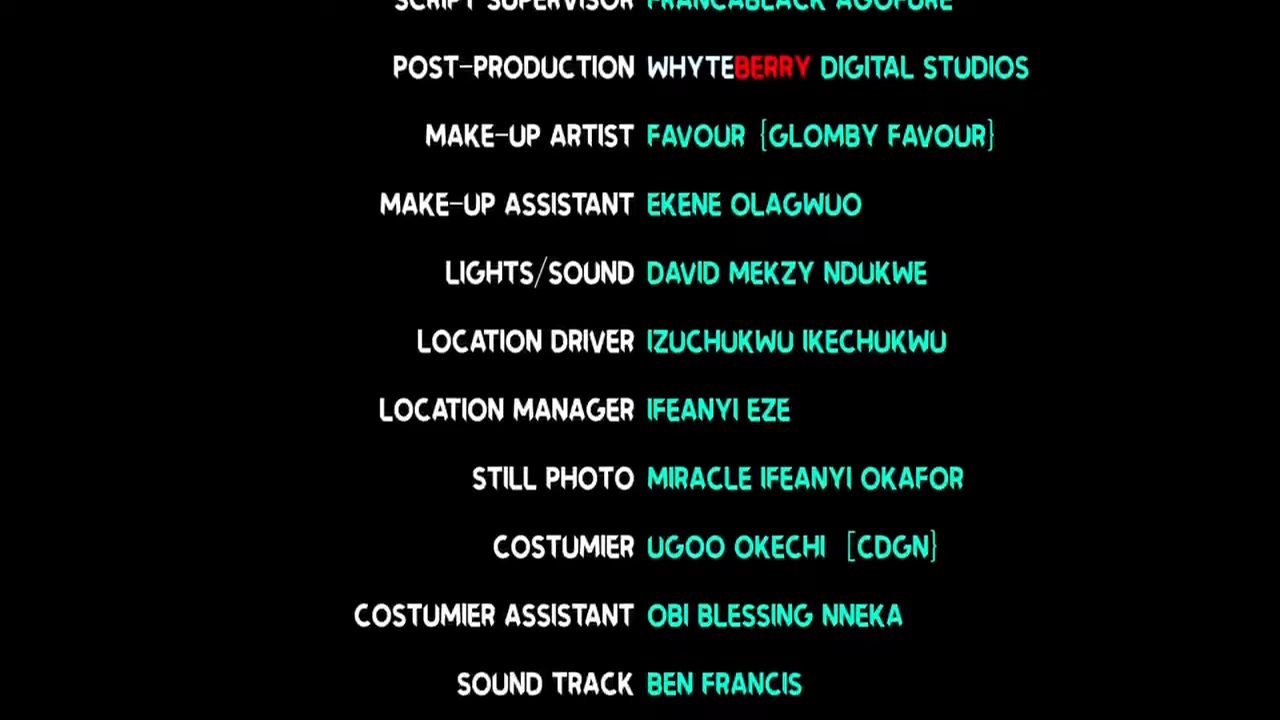 SCRIPT SUPERVISOR FRANCABLACK AGOFURE
POST-PRODUCTION WHYTEBERRY DIGITAL STUDIOS
MAKE-UP ARTIST FAVOUR {GLOMBY FAVOUR}
MAKE-UP ASSISTANT EKENE OLAGWUO
LIGHTS/SOUND DAVID MEKZY NDUKWE
LOCATION DRIVER IZUCHUKWU IKECHUKWU
LOCATION MANAGER IFEANYI EZE
STILL PHOTO MIRACLE IFEANYI OKAFOR
COSTUMIER UGOO OKECHI [CDGN}
COSTUMIER ASSISTANT OBI BLESSING NNEKA
SOUND TRACK BEN FRANCIS